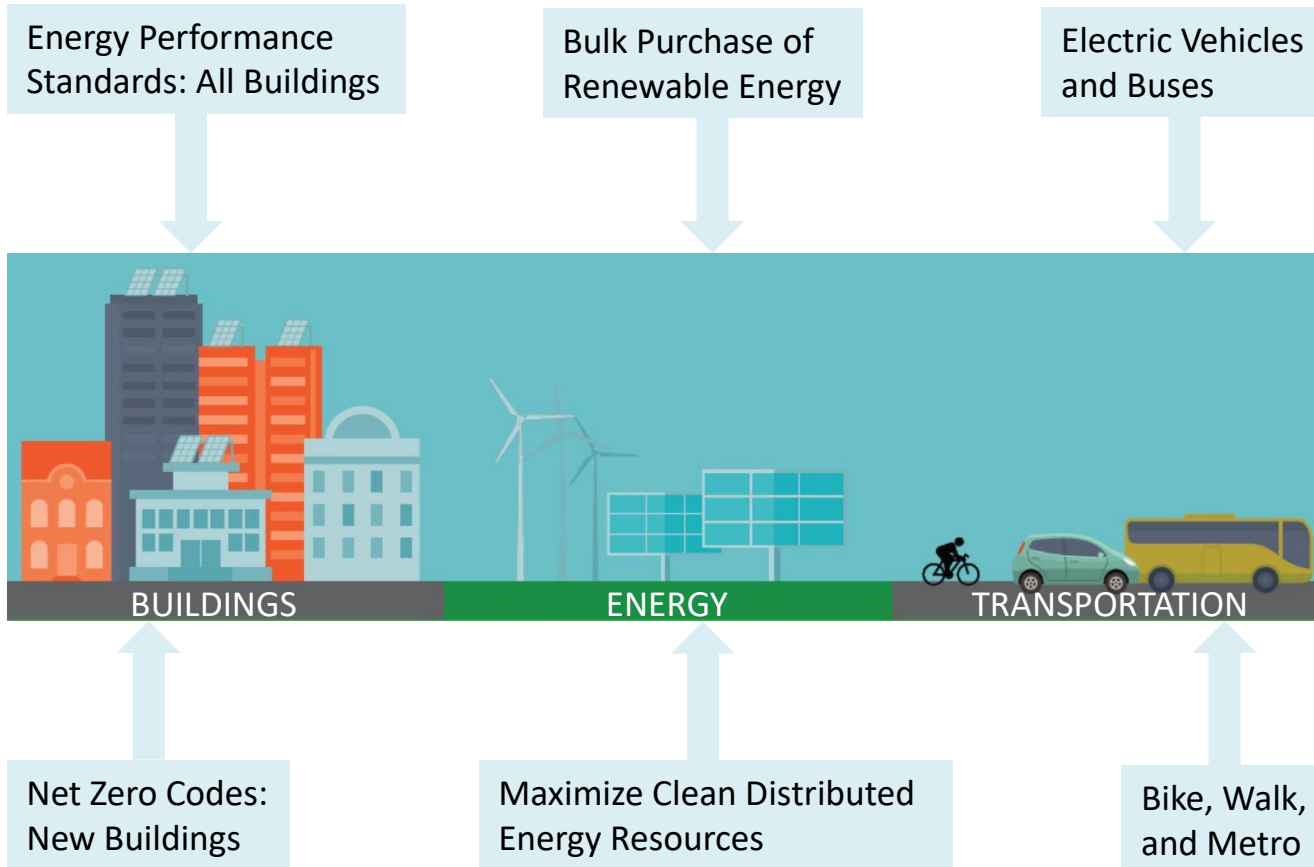 Energy Performance
Standards: All Buildings
Bulk Purchase of
Renewable Energy
Electric Vehicles
and Buses
BUILDINGS
ENERGY
TRANSPORTATION
Net Zero Codes:
New Buildings
Maximize Clean Distributed
Energy Resources
Bike, Walk,
and Metro